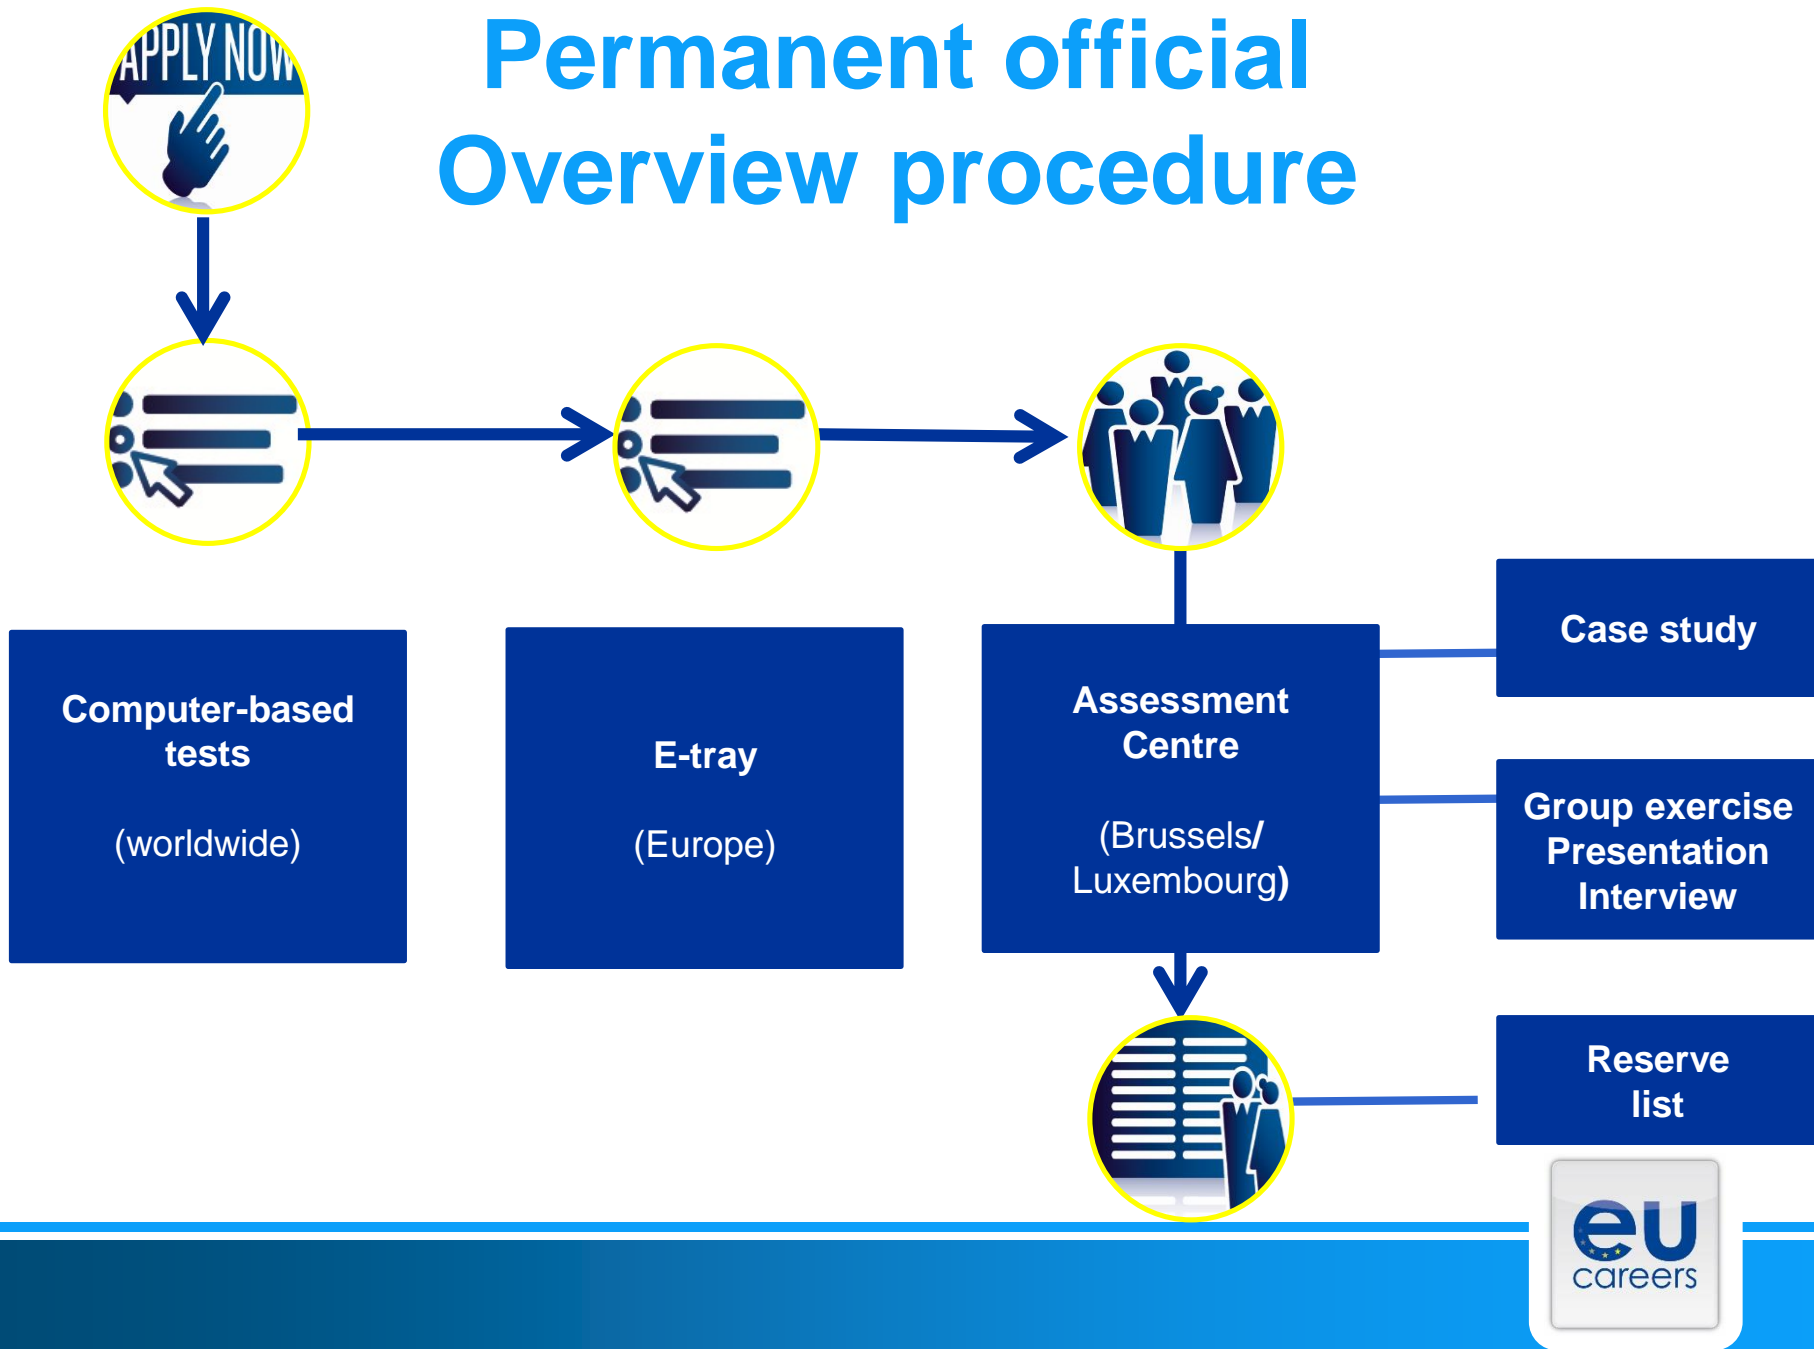 APPLY NOW
Permanent official
Overview procedure
Computer-based
tests
(worldwide)
E-tray
(Europe)
Assessment
Centre
(Brussels/
Luxembourg)
Case study
Group exercise
Presentation
Interview
Reserve
list
eu
careers